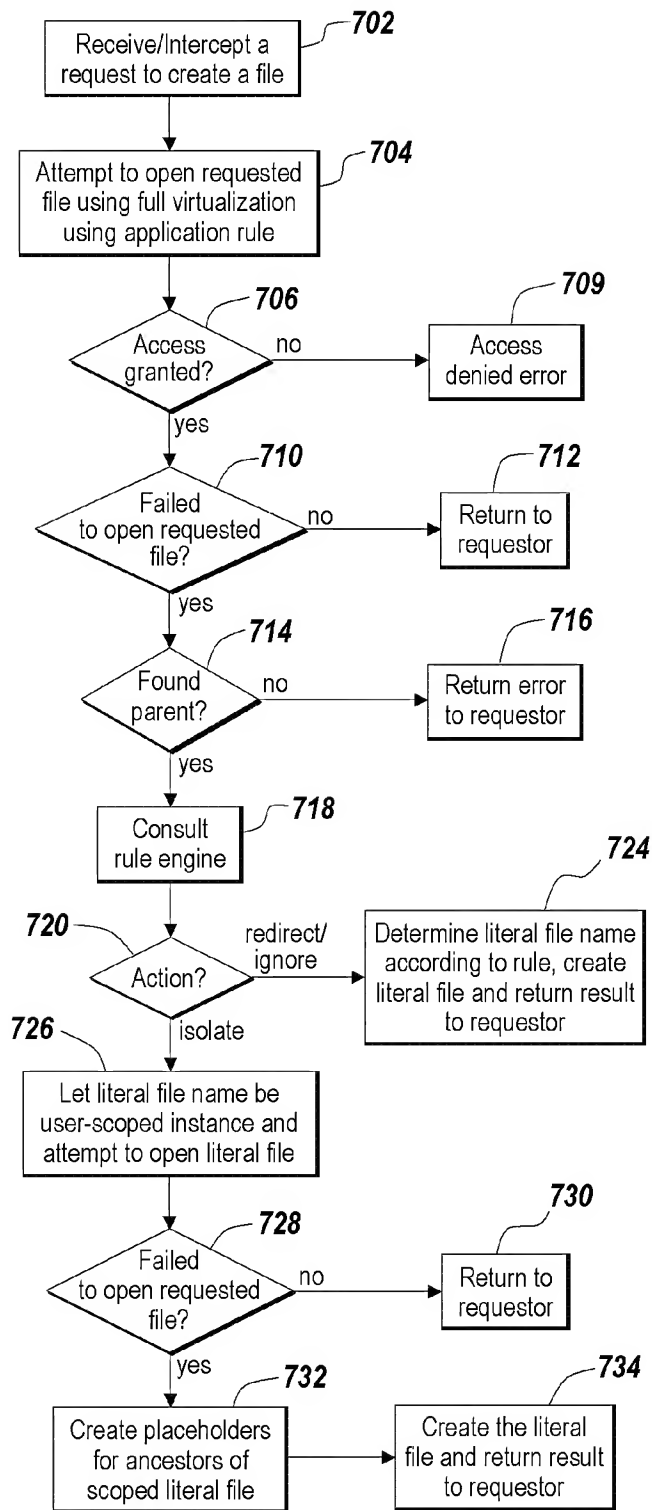 702
Receive/Intercept a
request to create a file
704
Attempt to open requested
file using full virtualization
using application rule
706
Access
granted?
no
709
Access
denied error
yes
710
Failed
to open requested
file?
no
712
Return to
requestor
yes
714
Found
parent?
no
716
Return error
to requestor
yes
718
Consult
rule engine
720
Action?
redirect/
ignore
724
Determine literal file name
according to rule, create
literal file and return result
to requestor
isolate
726
Let literal file name be
user-scoped instance and
attempt to open literal file
728
Failed
to open requested
file?
no
730
Return to
requestor
yes
732
Create placeholders
for ancestors of
scoped literal file
734
Create the literal
file and return result
to requestor